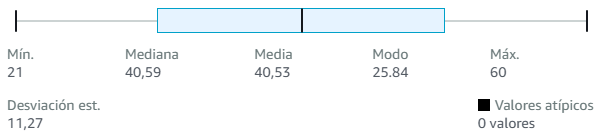 Mín. Mediana Media Modo Máx.
21 40,59 40,53 25.84 60
Desviación est. Valores atípicos
11,27 0 valores